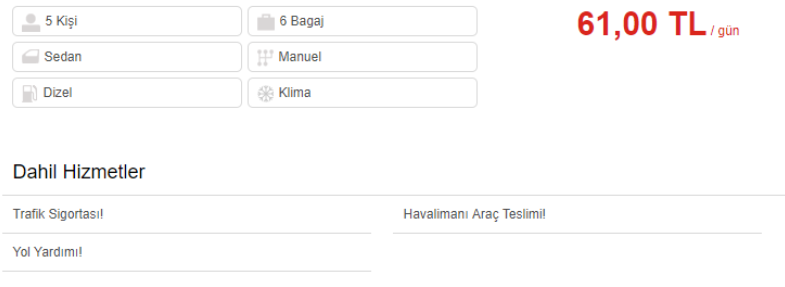 5 Kişi
6 Bagaj
61,00 TL / gün
Sedan
Manuel
Dizel
Klima
Dahil Hizmetler
Trafik Sigortası!
Havalimanı Araç Teslimi!
Yol Yardımı!